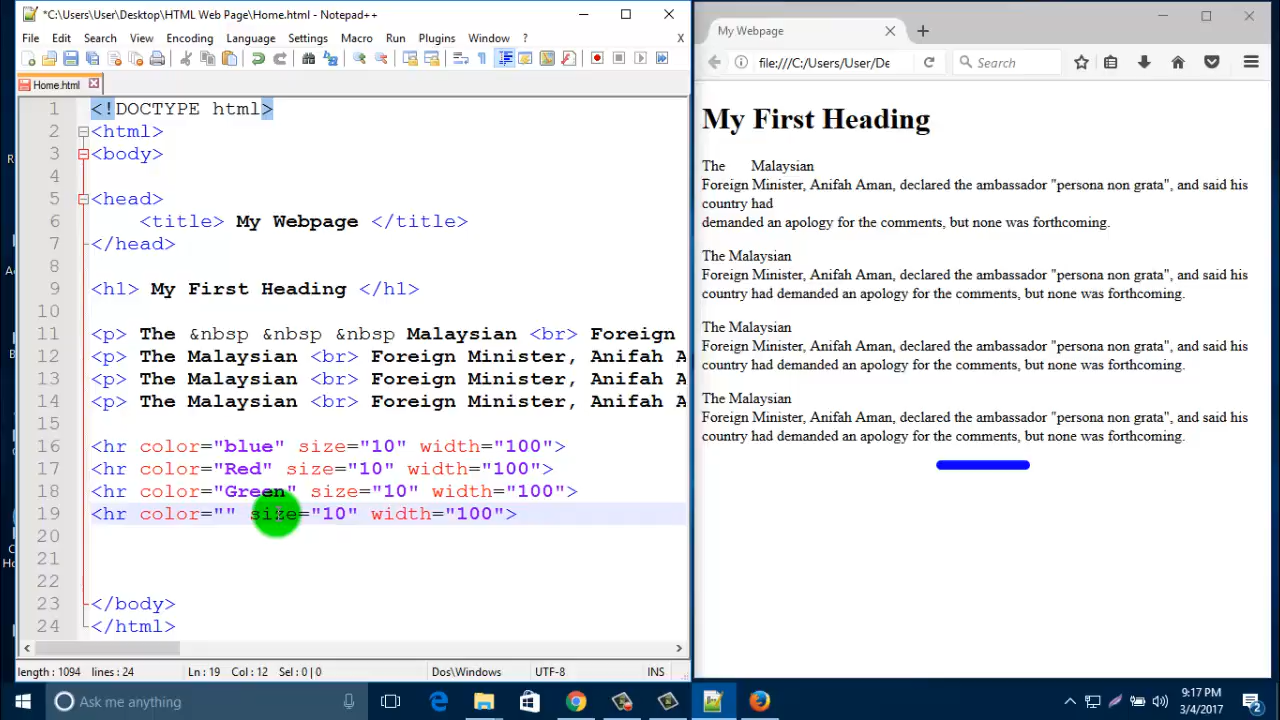 *C:\Users\User\Desktop\HTML Web Page\Home.html - Notepad++
File Edit Search View Encoding Language Settings Macro Run Plugins Window ? X
Home.html
1 <!DOCTYPE html>
2 <html>
3 <body>
4
5 <head>
6 <title> My Webpage </title>
7 </head>
8
9 <h1> My First Heading </h1>
10
11 <p> The &nbsp &nbsp &nbsp Malaysian <br> Foreign
12 <p> The Malaysian <br> Foreign Minister, Anifah A
13 <p> The Malaysian <br> Foreign Minister, Anifah A
14 <p> The Malaysian <br> Foreign Minister, Anifah A
15
16 <hr color="blue" size="10" width="100">
17 <hr color="Red" size="10" width="100">
18 <hr color="Green" size="10" width="100">
19 <hr color="" size="10" width="100">
20
21
22
23 </body>
24 </html>
length : 1094 lines : 24 Ln : 19 Col : 12 Sel : 0 | 0 Dos\Windows UTF-8 INS
My Webpage
file:///C:/Users/User/De
Search
My First Heading
The Malaysian
Foreign Minister, Anifah Aman, declared the ambassador "persona non grata", and said his
country had
demanded an apology for the comments, but none was forthcoming.
The Malaysian
Foreign Minister, Anifah Aman, declared the ambassador "persona non grata", and said his
country had demanded an apology for the comments, but none was forthcoming.
The Malaysian
Foreign Minister, Anifah Aman, declared the ambassador "persona non grata", and said his
country had demanded an apology for the comments, but none was forthcoming.
The Malaysian
Foreign Minister, Anifah Aman, declared the ambassador "persona non grata", and said his
country had demanded an apology for the comments, but none was forthcoming.
Ask me anything
9:17 PM
3/4/2017
2